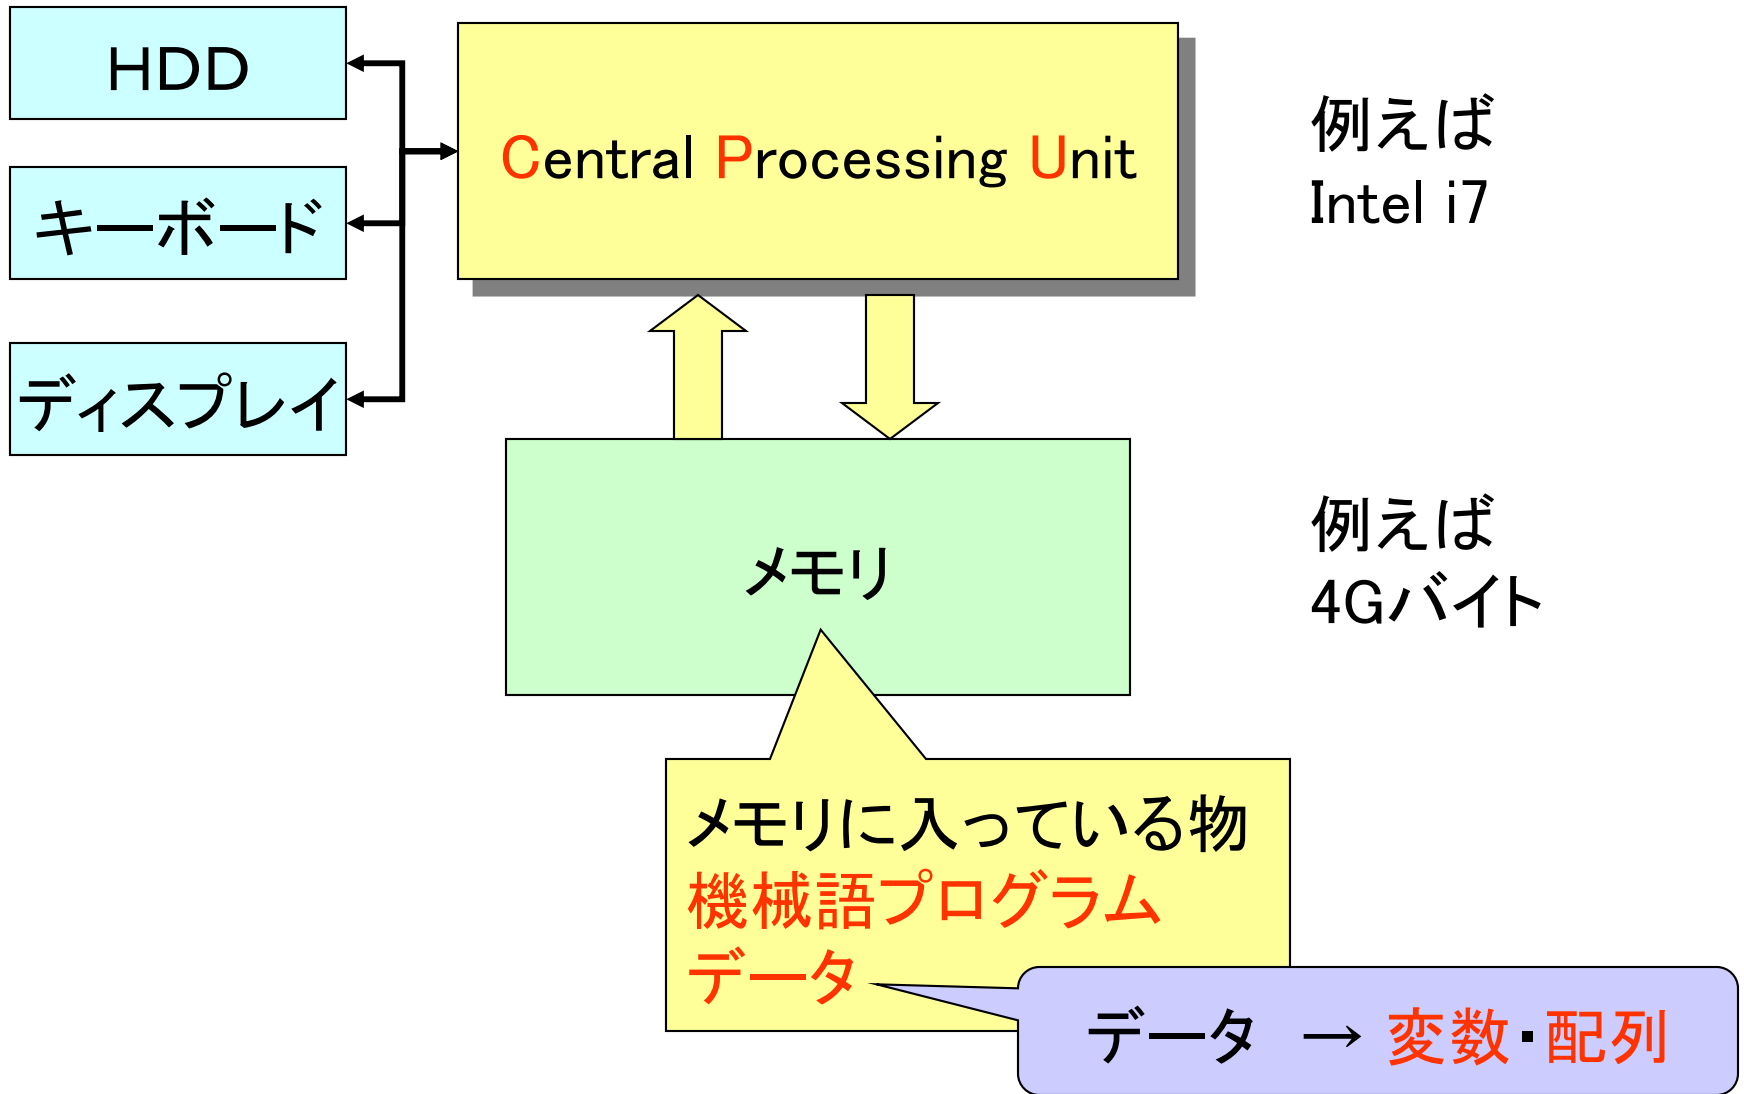 HDD
キーボード
ディスプレイ
Central Processing Unit
例えば
Intel i7
メモリ
例えば
4Gバイト
メモリに入っている物
機械語プログラム
データ
データ → 変数・配列